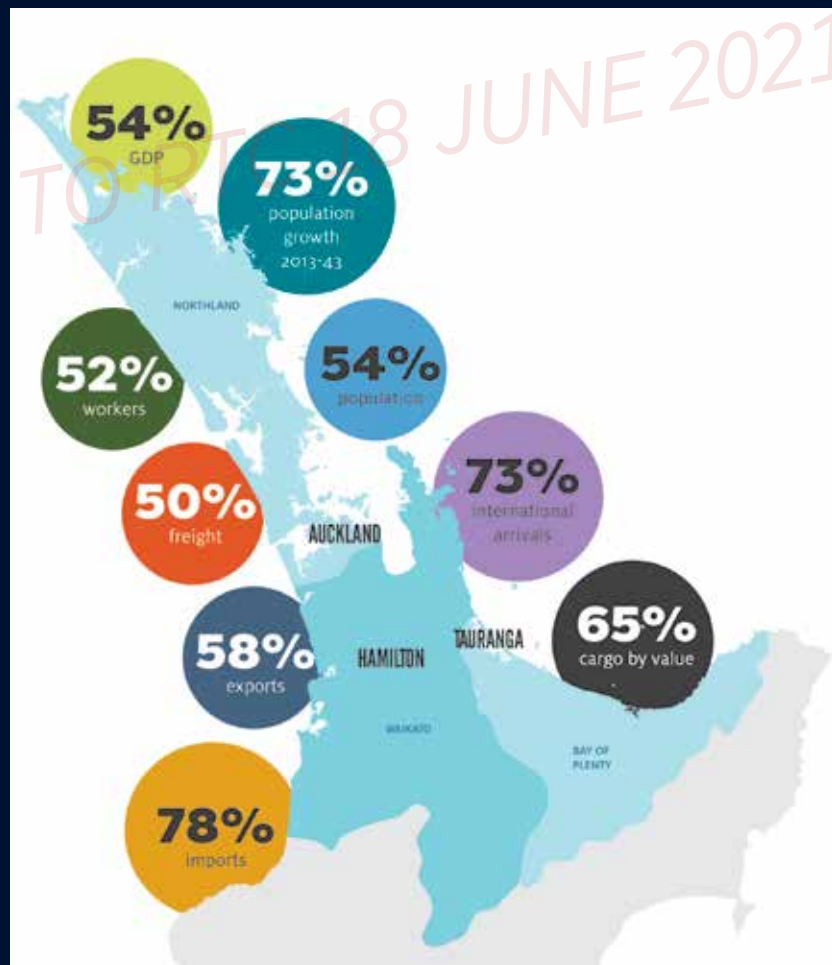 TO RTC 18 JUNE 2021
54%
GDP
73%
population
growth
2013-43
NORTHLAND
52%
workers
54%
population
50%
freight
AUCKLAND
73%
international
arrivals
58%
exports
HAMILTON
TAURANGA
65%
cargo by value
WAIKATO
BAY OF
PLENTY
78%
imports